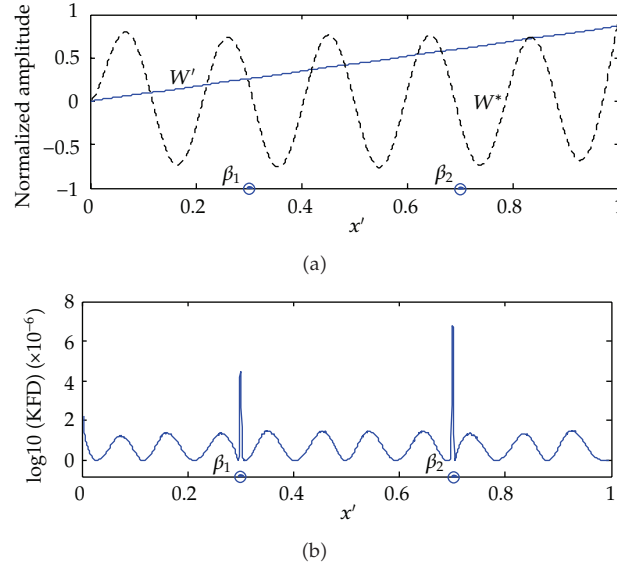 Normalized amplitude
1
0.5
0
−0.5
−1
W′
W*
β1
β2
0 0.2 0.4 0.6 0.8 1
x′
(a)
log10 (KFD) (×10−6)
8
6
4
2
0
β1
β2
0 0.2 0.4 0.6 0.8 1
x′
(b)